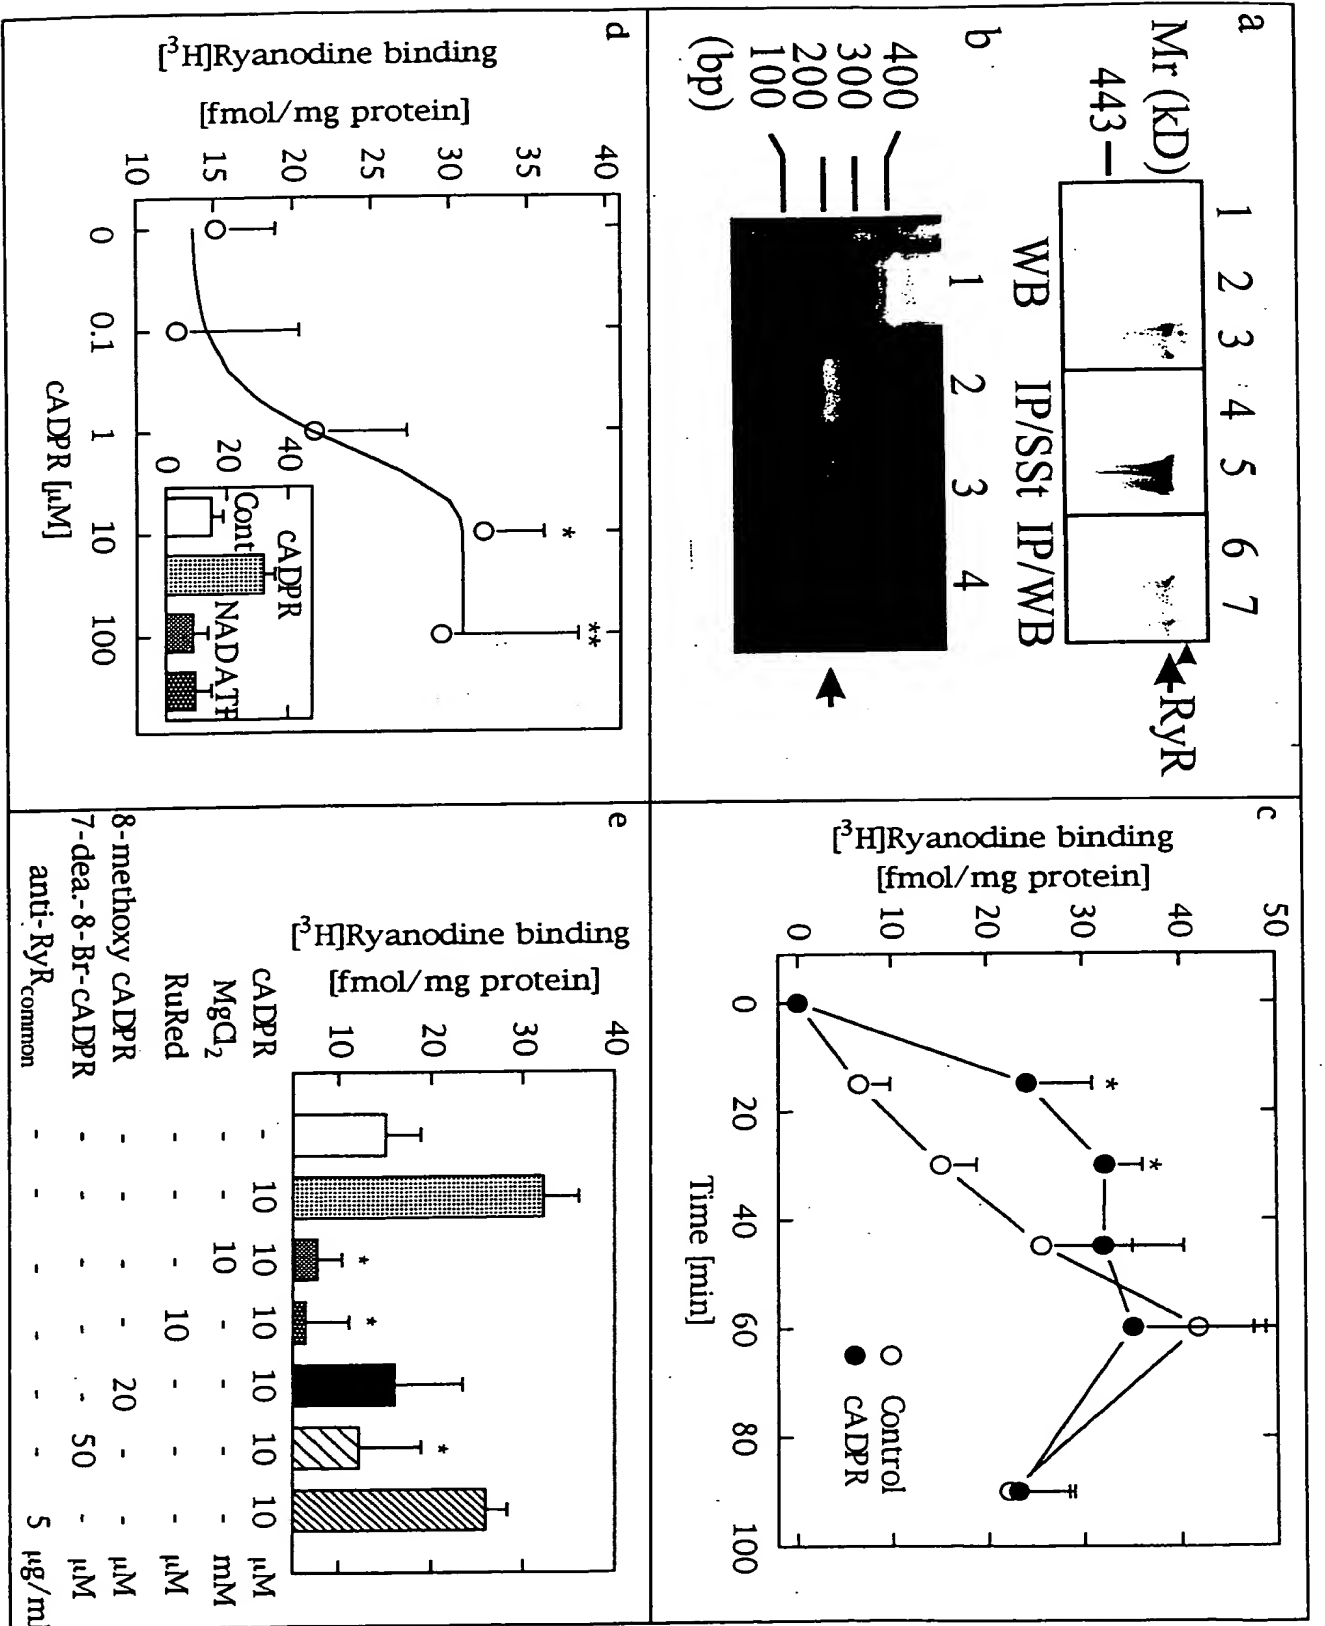 a
1 2 3 4 5 6 7
Mr (kD)
443
RyR
WB IP/SSt IP/WB
b
1 2 3 4
400
300
200
100
(bp)
c
[³H]Ryanodine binding
[fmol/mg protein]
50
40
30
20
10
0
0 20 40 60 80 100
Time [min]
Control
cADPR
d
[³H]Ryanodine binding
[fmol/mg protein]
40
35
30
25
20
15
10
* **
0 0.1 1 10 100
cADPR [µM]
40
20
0
Cont
cADPR
NAD
ATP
* *
e
[³H]Ryanodine binding
[fmol/mg protein]
40
30
20
10
* * *
cADPR - 10 10 10 10 10 10 µM
MgCl₂ - - 10 - - - - mM
RuRed - - - 10 - - - µM
8-methoxy cADPR - - - - 20 - - µM
7-dea.-8-Br-cADPR - - - - - 50 - µM
anti-RyRcommon - - - - - - 5 µg/ml